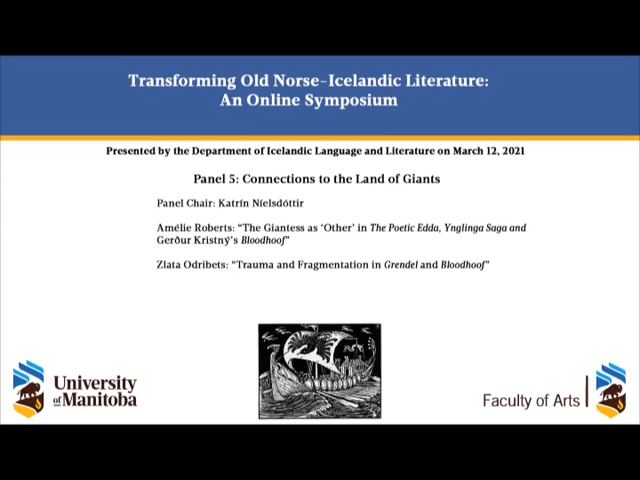 Transforming Old Norse-Icelandic Literature:
An Online Symposium
Presented by the Department of Icelandic Language and Literature on March 12, 2021
Panel 5: Connections to the Land of Giants
Panel Chair: Katrín Níelsdóttir
Amélie Roberts: “The Giantess as ‘Other’ in The Poetic Edda, Ynglinga Saga and
Gerður Kristný’s Bloodhoof”
Zlata Odribets: “Trauma and Fragmentation in Grendel and Bloodhoof”
University
of Manitoba
Faculty of Arts